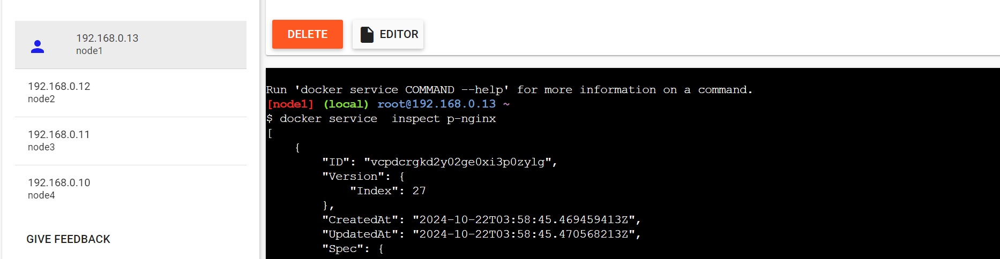 192.168.0.13
node1
192.168.0.12
node2
192.168.0.11
node3
192.168.0.10
node4
GIVE FEEDBACK
DELETE
EDITOR
Run 'docker service COMMAND --help' for more information on a command.
[node1] (local) root@192.168.0.13 ~
$ docker service  inspect p-nginx
[
    {
        "ID": "vcpdcrgkd2y02ge0xi3p0zylg",
        "Version": {
            "Index": 27
        },
        "CreatedAt": "2024-10-22T03:58:45.469459413Z",
        "UpdatedAt": "2024-10-22T03:58:45.470568213Z",
        "Spec": {